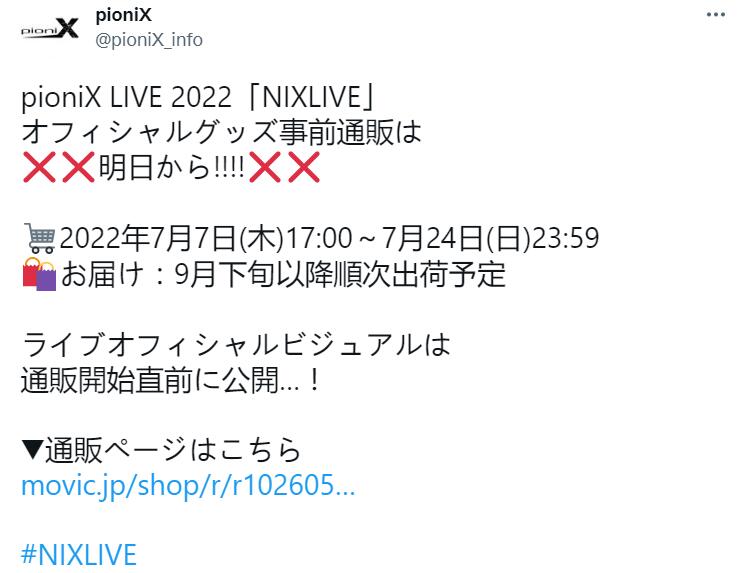 pioniX
pioniX
@pioniX_info
pioniX LIVE 2022「NIXLIVE」
オフィシャルグッズ事前通販は
❌❌明日から!!!!❌❌
🛒2022年7月7日(木)17:00～7月24日(日)23:59
🛍️お届け：9月下旬以降順次出荷予定
ライブオフィシャルビジュアルは
通販開始直前に公開...！
▼通販ページはこちら
movic.jp/shop/r/r102605...
#NIXLIVE